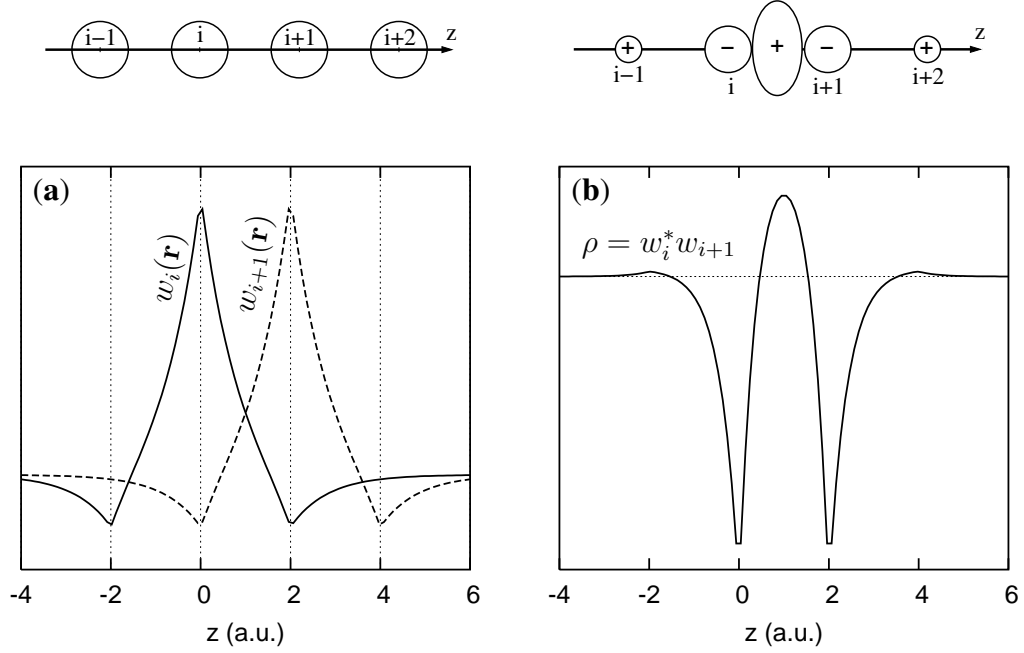 i−1 i i+1 i+2 z
+ − + − + z
i−1 i i+1 i+2
(a) (b)
w_i(r) w_{i+1}(r) ρ = w_i^* w_{i+1}
-4 -2 0 2 4 6 -4 -2 0 2 4 6
z (a.u.) z (a.u.)